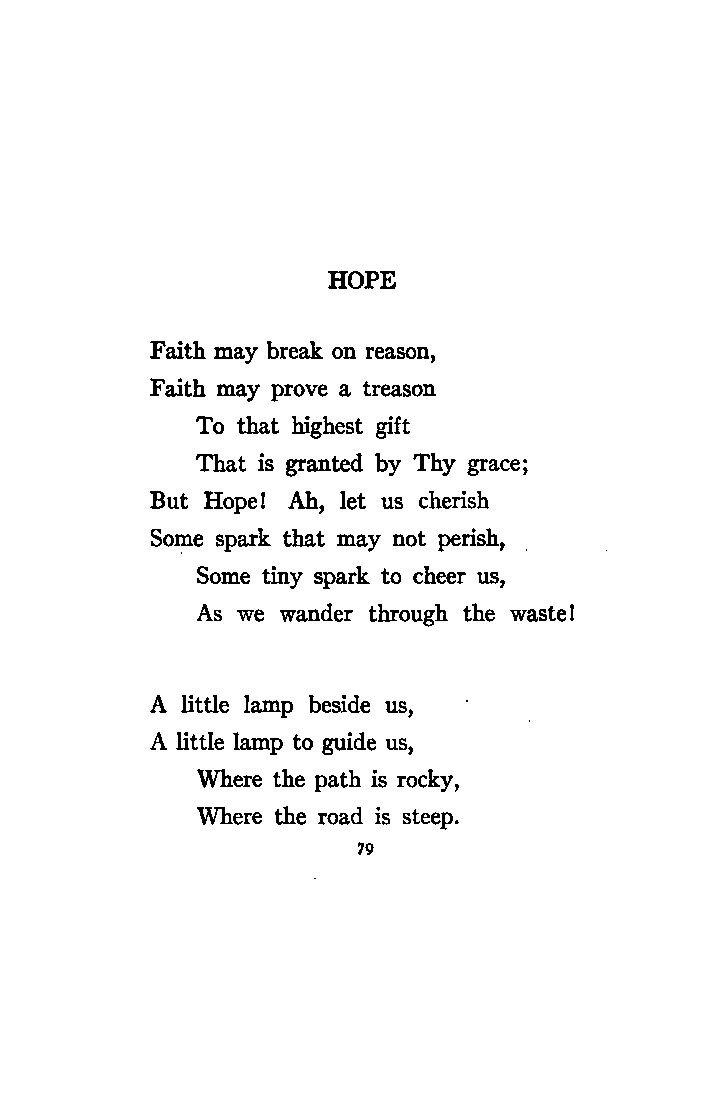 HOPE
Faith may break on reason,
Faith may prove a treason
To that highest gift
That is granted by Thy grace;
But Hope! Ah, let us cherish
Some spark that may not perish,
Some tiny spark to cheer us,
As we wander through the waste!
A little lamp beside us,
A little lamp to guide us,
Where the path is rocky,
Where the road is steep.
79